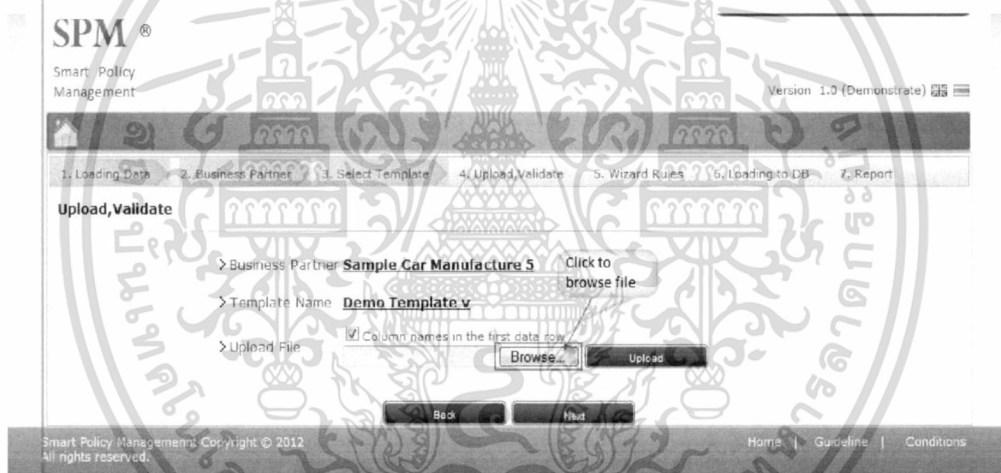 SPM ®
Smart Policy
Management
Version 1.0 (Demonstrate)
1. Loading Data 2. Business Partner 3. Select Template 4. Upload,Validate 5. Wizard Rules 6. Loading to DB 7. Report
Upload,Validate
Business Partner Sample Car Manufacture 5
Click to
browse file
Template Name Demo Template v
Column names in the first data row
Upload File
Browse... Upload
Back Next
Smart Policy Managememt Copyright © 2012
All rights reserved.
Home | Guideline | Conditions